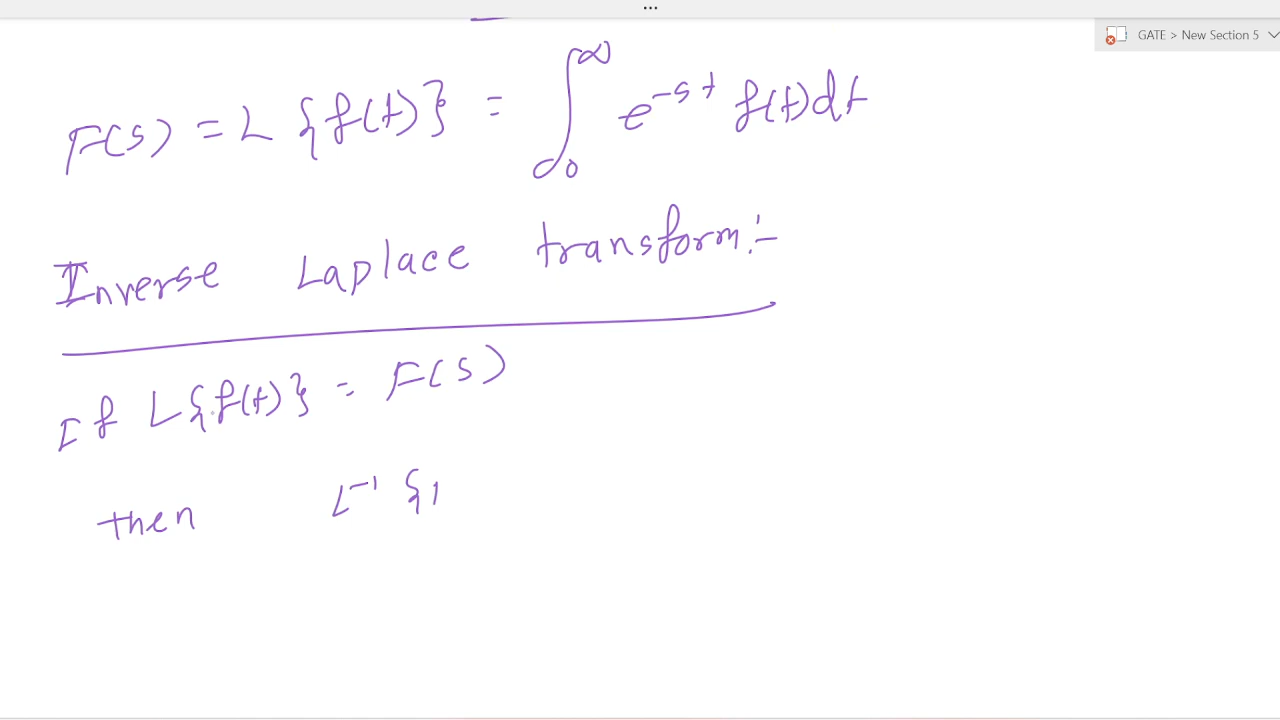 ...
GATE > New Section 5
F(s) = L {f(t)} = ∫₀^∞ e^{-st} f(t)dt
Inverse Laplace transform:-
If L{f(t)} = F(s)
then L⁻¹ {